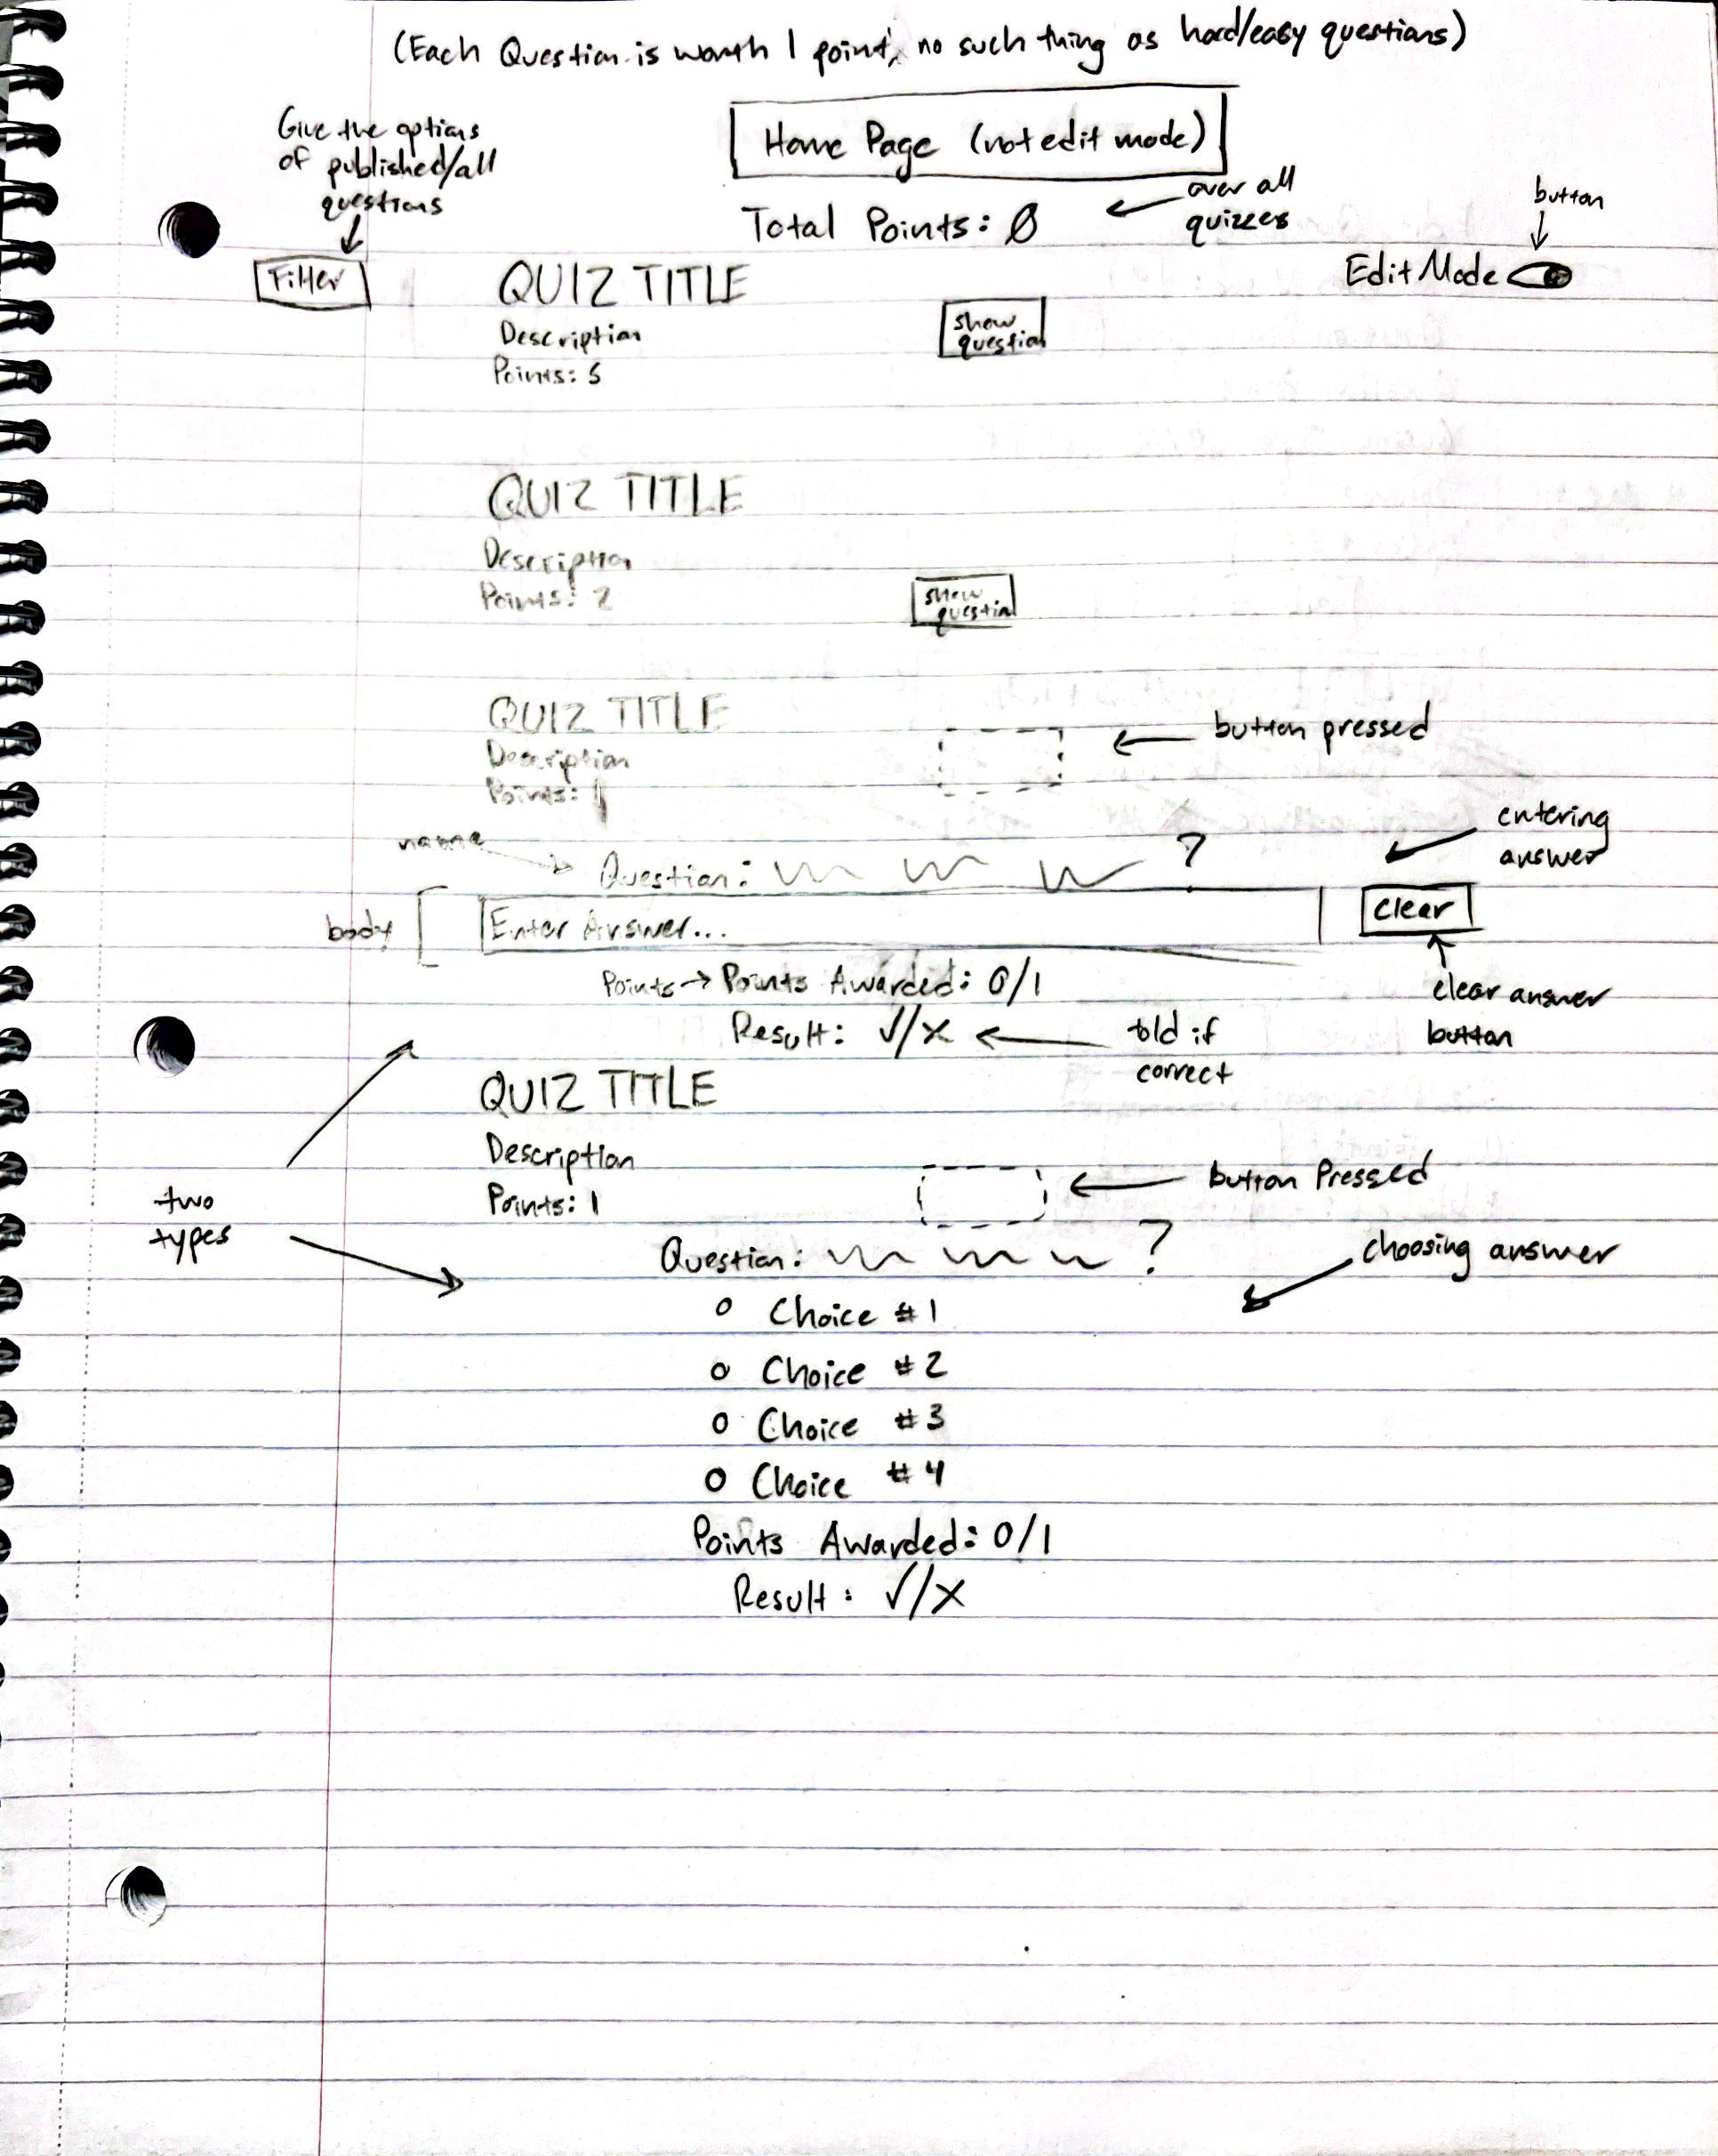 (Each Question is worth 1 point, no such thing as hard/easy questions)
Give the options
of published/all
questions
Home Page (not edit mode)
Total Points: 0
over all
quizzes
button
Filter
Edit Mode
QUIZ TITLE
Description
Points: 5
show
question
QUIZ TITLE
Description
Points: 2
show
question
QUIZ TITLE
Description
Points: 1
button pressed
name
Question: ?
entering
answer
body
Enter Answer...
Clear
Points → Points Awarded: 0/1
clear answer
button
Result: ✓/X
told if
correct
QUIZ TITLE
Description
Points: 1
button Pressed
two
types
Question: ?
choosing answer
Choice #1
Choice #2
Choice #3
Choice #4
Points Awarded: 0/1
Result: ✓/X